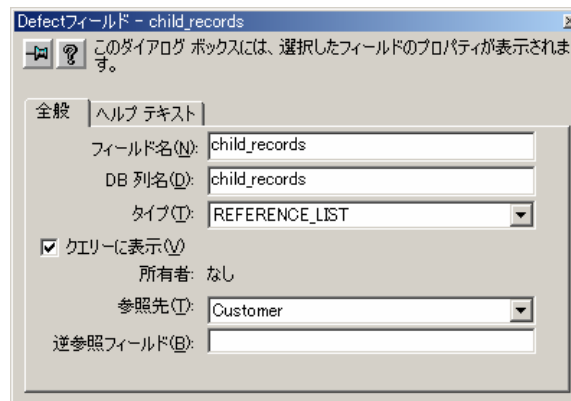 Defectフィールド - child_records
このダイアログ ボックスには、選択したフィールドのプロパティが表示されま
す。
全般 ヘルプ テキスト
フィールド名(N): child_records
DB 列名(D): child_records
タイプ(T): REFERENCE_LIST
クエリーに表示(V)
所有者: なし
参照先(T): Customer
逆参照フィールド(B):